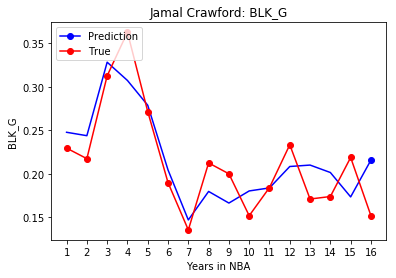 Jamal Crawford: BLK_G
Prediction
True
BLK_G
0.35
0.30
0.25
0.20
0.15
1 2 3 4 5 6 7 8 9 10 11 12 13 14 15 16
Years in NBA